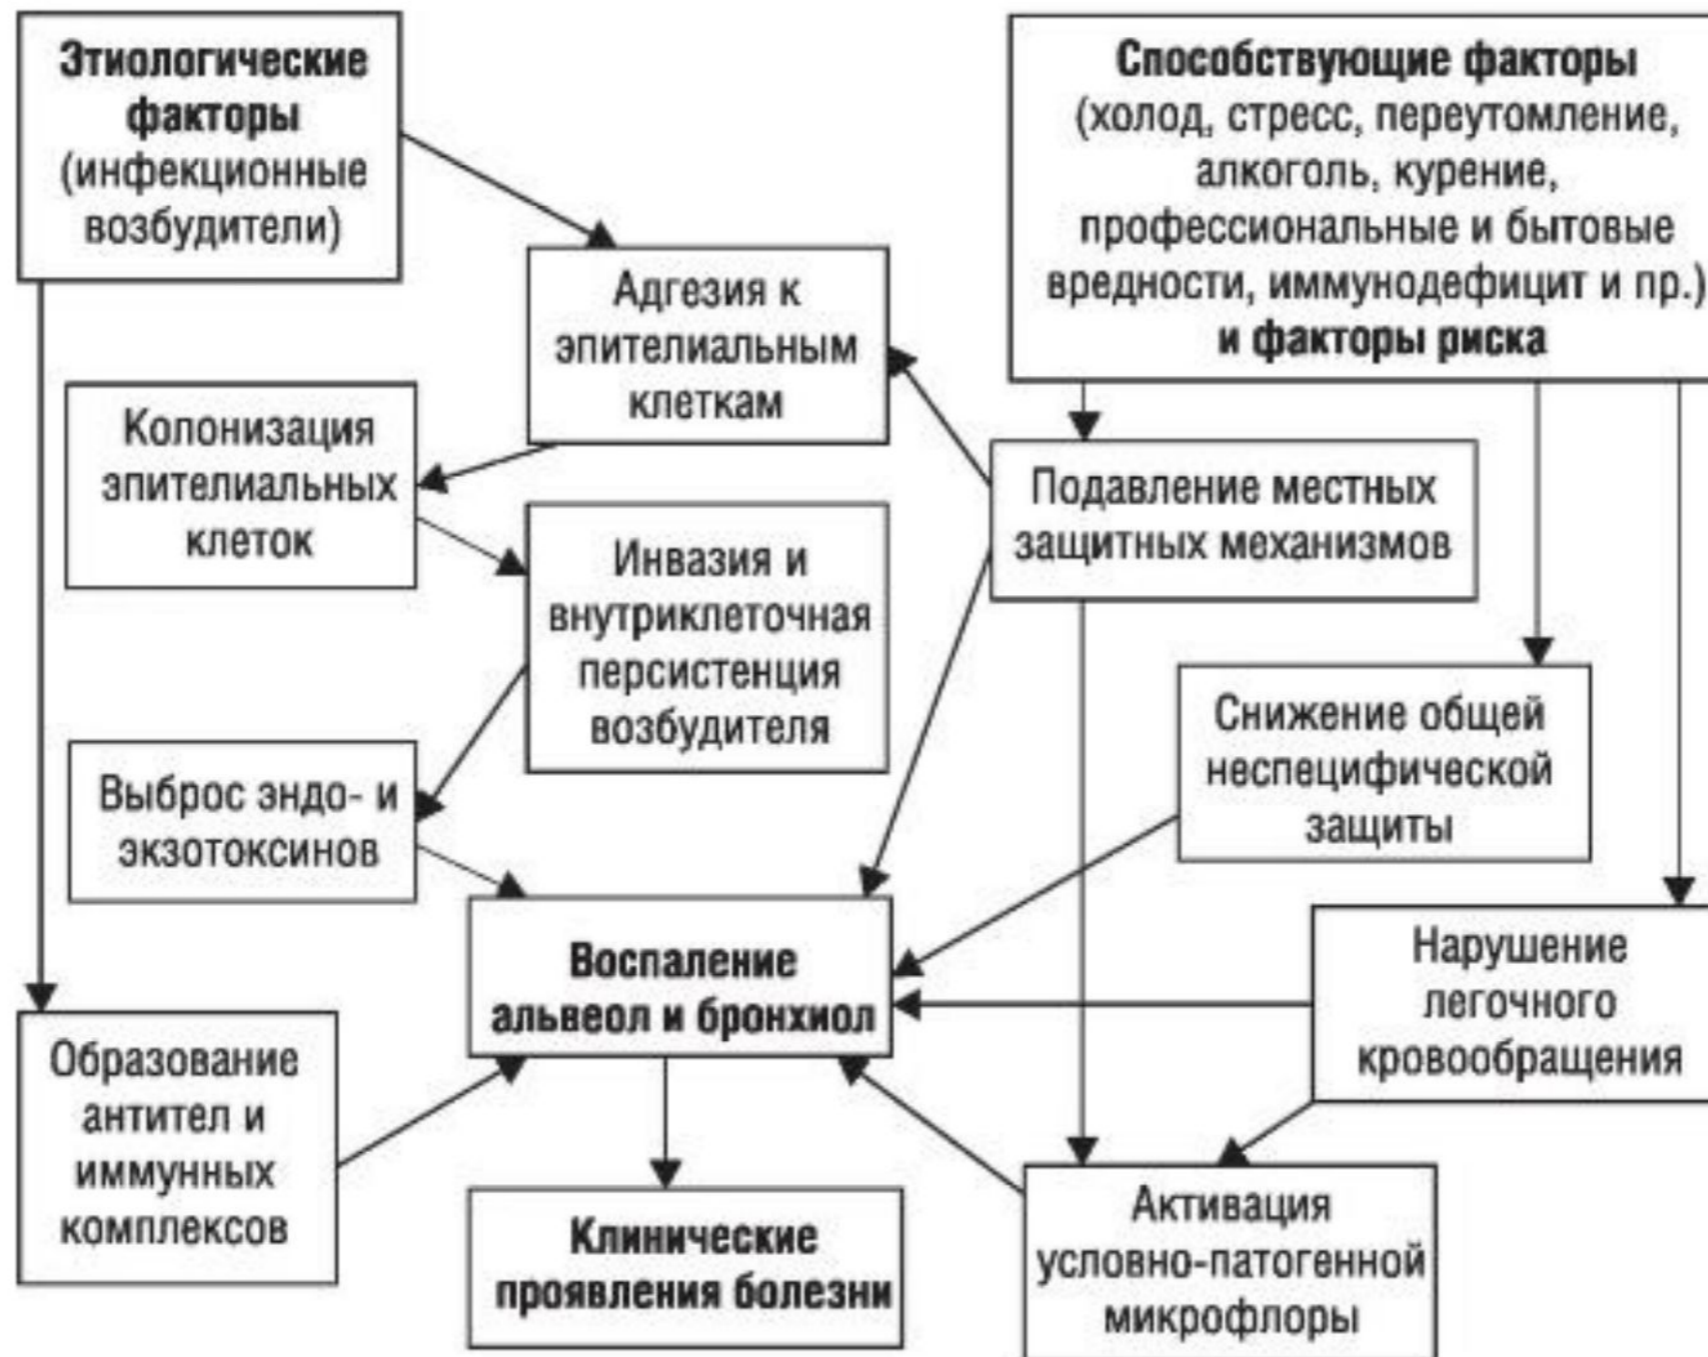 Этиологические
факторы
(инфекционные
возбудители)
Способствующие факторы
(холод, стресс, переутомление,
алкоголь, курение,
профессиональные и бытовые
вредности, иммунодефицит и пр.)
и факторы риска
Адгезия к
эпителиальным
клеткам
Колонизация
эпителиальных
клеток
Подавление местных
защитных механизмов
Инвазия и
внутриклеточная
персистенция
возбудителя
Снижение общей
неспецифической
защиты
Выброс эндо- и
экзотоксинов
Воспаление
альвеол и бронхиол
Нарушение
легочного
кровообращения
Образование
антител и
иммунных
комплексов
Клинические
проявления болезни
Активация
условно-патогенной
микрофлоры